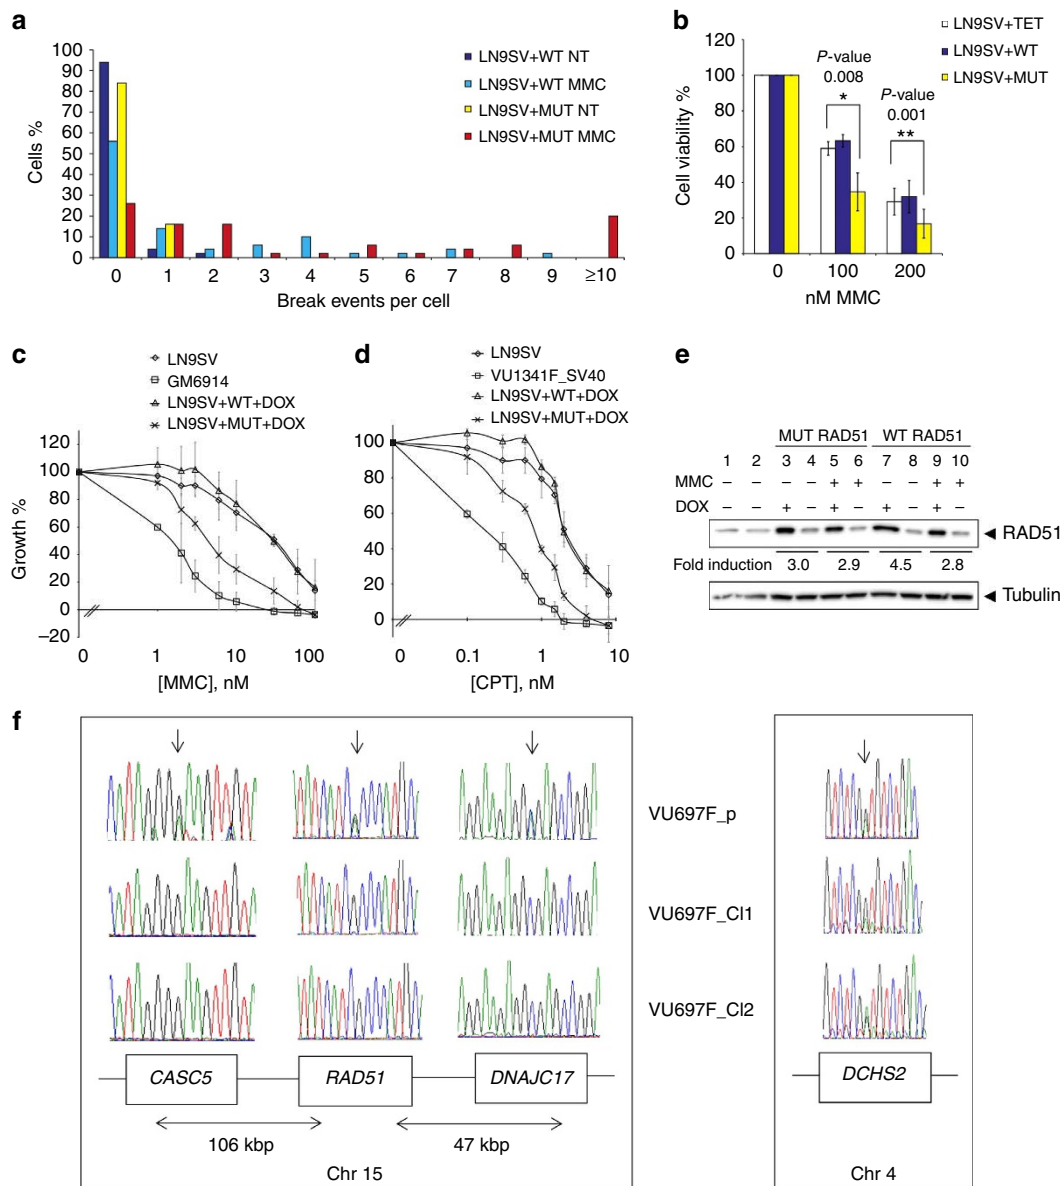 a
100
90
80
70
60
50
40
30
20
10
0
Cells %
0 1 2 3 4 5 6 7 8 9 ≥10
Break events per cell
LN9SV+WT NT
LN9SV+WT MMC
LN9SV+MUT NT
LN9SV+MUT MMC
b
120
100
80
60
40
20
0
Cell viability %
0 100 200
nM MMC
P-value
0.008
*
P-value
0.001
**
LN9SV+TET
LN9SV+WT
LN9SV+MUT
c
LN9SV
GM6914
LN9SV+WT+DOX
LN9SV+MUT+DOX
120
100
80
60
40
20
0
–20
Growth %
0 1 10 100
[MMC], nM
d
LN9SV
VU1341F_SV40
LN9SV+WT+DOX
LN9SV+MUT+DOX
100
80
60
40
20
0
0 0.1 1 10
[CPT], nM
e
MUT RAD51 WT RAD51
1 2 3 4 5 6 7 8 9 10
MMC – – – – + + – – + +
DOX – – + – + – + – + –
RAD51
Fold induction 3.0 2.9 4.5 2.8
Tubulin
f
VU697F_p
VU697F_Cl1
VU697F_Cl2
CASC5 RAD51 DNAJC17
106 kbp 47 kbp
Chr 15
DCHS2
Chr 4